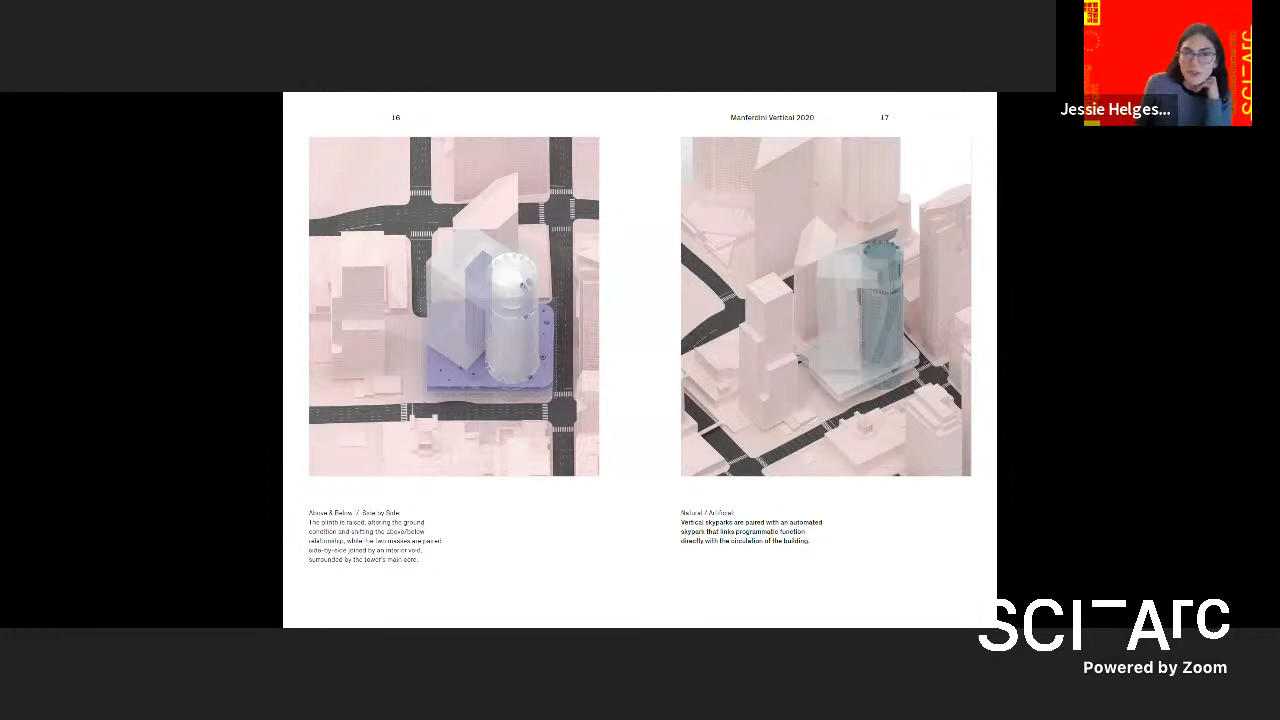 16
Manferdini Vertical 2020
17
Jessie Helges...
Above & Below / Side by Side:
The plinth is raised, altering the ground
condition and shifting the above/below
relationship, while the two masses are paired
side-by-side joined by an interior void,
surrounded by the tower's main core.
Natural / Artificial:
Vertical skyparks are paired with an automated
skypark that links programmatic function
directly with the circulation of the building.
SCI-Arc
Powered by Zoom
SCI-Arc